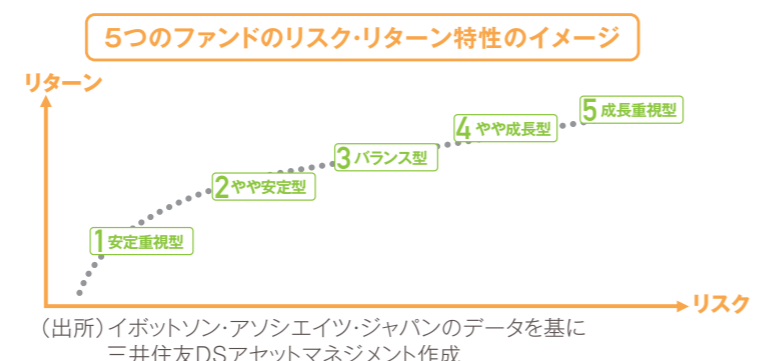 5つのファンドのリスク・リターン特性のイメージ
リターン
5 成長重視型
4 やや成長型
3 バランス型
2 やや安定型
1 安定重視型
リスク
（出所）イボットソン・アソシエイツ・ジャパンのデータを基に
三井住友DSアセットマネジメント作成